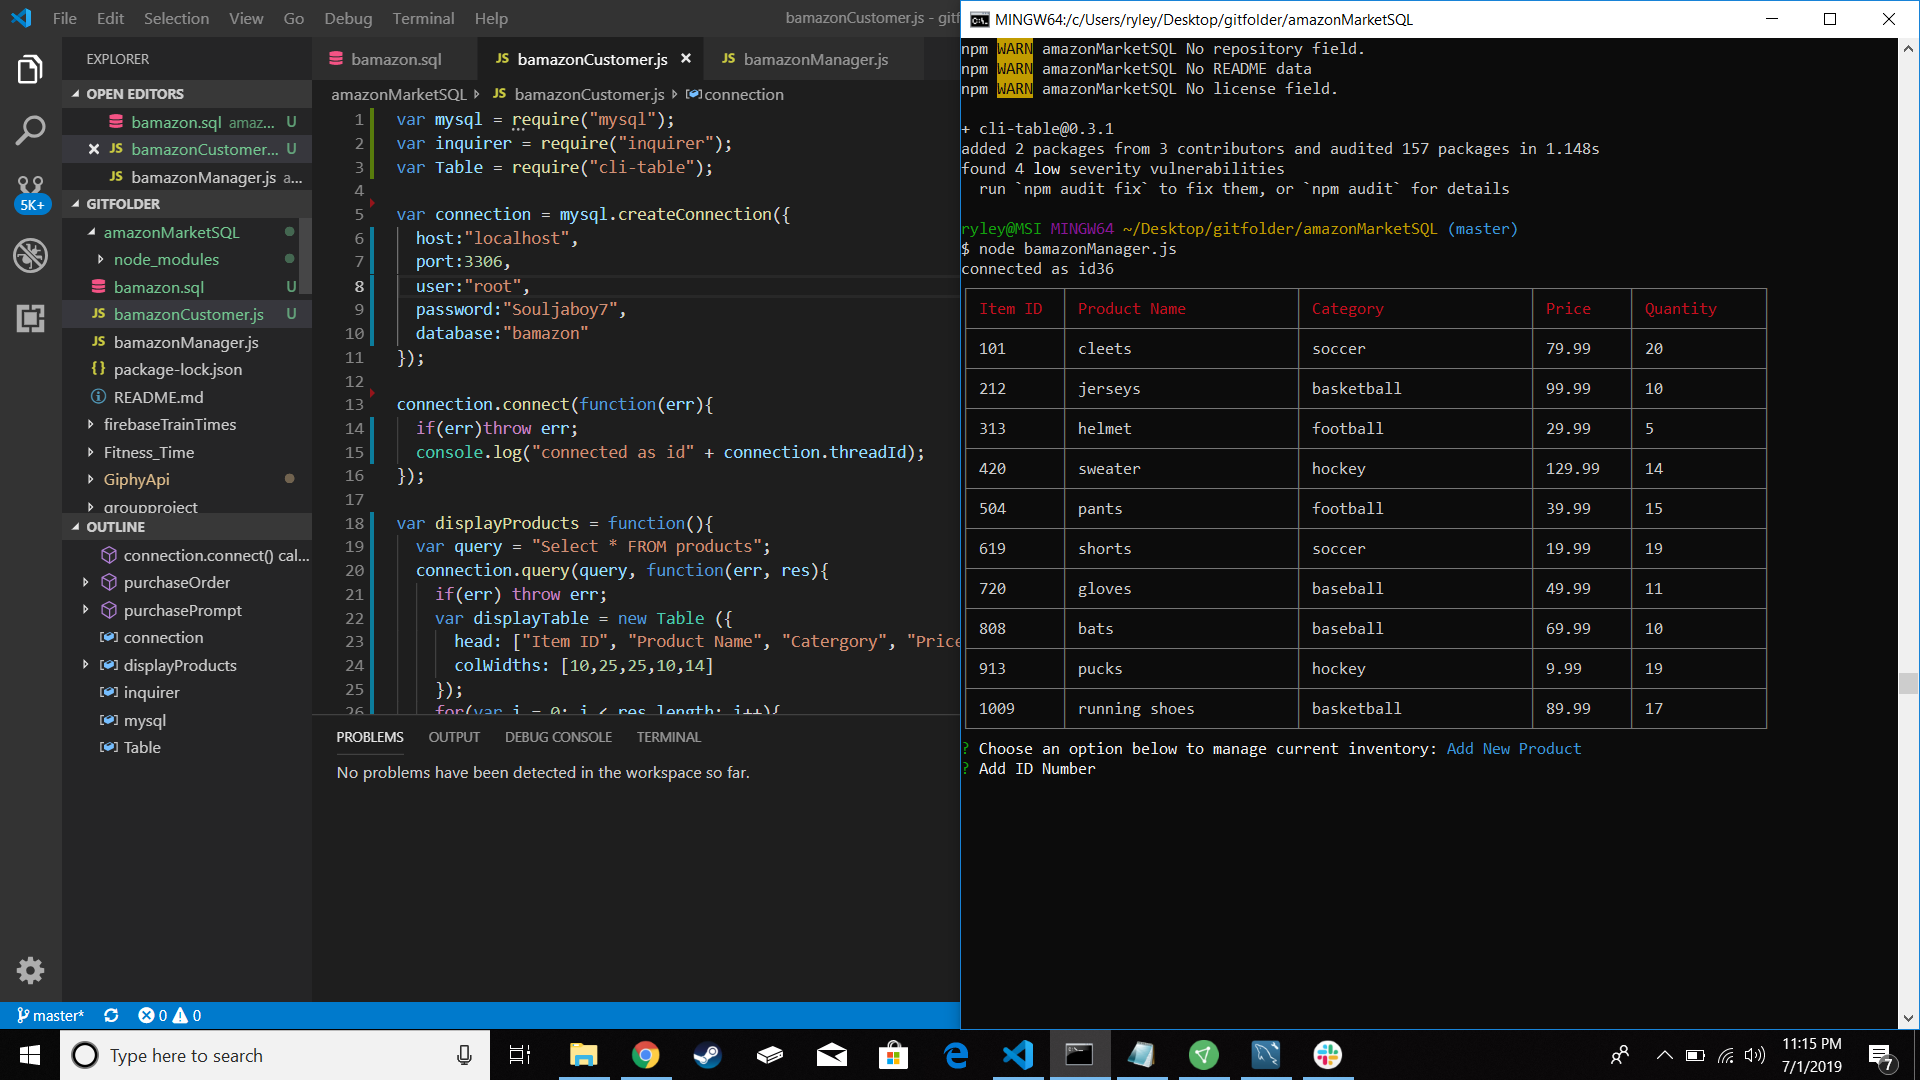 File Edit Selection View Go Debug Terminal Help
bamazonCustomer.js - gitf
EXPLORER
OPEN EDITORS
bamazon.sql amaz... U
bamazonCustomer... U
bamazonManager.js a...
5K+
GITFOLDER
amazonMarketSQL
node_modules
bamazon.sql U
bamazonCustomer.js U
bamazonManager.js
package-lock.json
README.md
firebaseTrainTimes
Fitness_Time
GiphyApi
groupproject
OUTLINE
connection.connect() cal...
purchaseOrder
purchasePrompt
connection
displayProducts
inquirer
mysql
Table
bamazon.sql
JS bamazonCustomer.js
JS bamazonManager.js
amazonMarketSQL JS bamazonCustomer.js connection
1 var mysql = require("mysql");
2 var inquirer = require("inquirer");
3 var Table = require("cli-table");
4
5 var connection = mysql.createConnection({
6 host:"localhost",
7 port:3306,
8 user:"root",
9 password:"Souljaboy7",
10 database:"bamazon"
11 });
12
13 connection.connect(function(err){
14 if(err)throw err;
15 console.log("connected as id" + connection.threadId);
16 });
17
18 var displayProducts = function(){
19 var query = "Select * FROM products";
20 connection.query(query, function(err, res){
21 if(err) throw err;
22 var displayTable = new Table ({
23 head: ["Item ID", "Product Name", "Catergory", "Price
24 colWidths: [10,25,25,10,14]
25 });
26 for(var i = 0; i < res.length; i++){
PROBLEMS OUTPUT DEBUG CONSOLE TERMINAL
No problems have been detected in the workspace so far.
master* 0 0
MINGW64:/c/Users/ryley/Desktop/gitfolder/amazonMarketSQL
npm WARN amazonMarketSQL No repository field.
npm WARN amazonMarketSQL No README data
npm WARN amazonMarketSQL No license field.
+ cli-table@0.3.1
added 2 packages from 3 contributors and audited 157 packages in 1.148s
found 4 low severity vulnerabilities
run `npm audit fix` to fix them, or `npm audit` for details
ryley@MSI MINGW64 ~/Desktop/gitfolder/amazonMarketSQL (master)
$ node bamazonManager.js
connected as id36
Item ID Product Name Category Price Quantity
101 cleets soccer 79.99 20
212 jerseys basketball 99.99 10
313 helmet football 29.99 5
420 sweater hockey 129.99 14
504 pants football 39.99 15
619 shorts soccer 19.99 19
720 gloves baseball 49.99 11
808 bats baseball 69.99 10
913 pucks hockey 9.99 19
1009 running shoes basketball 89.99 17
? Choose an option below to manage current inventory: Add New Product
? Add ID Number
Type here to search
11:15 PM
7/1/2019
7